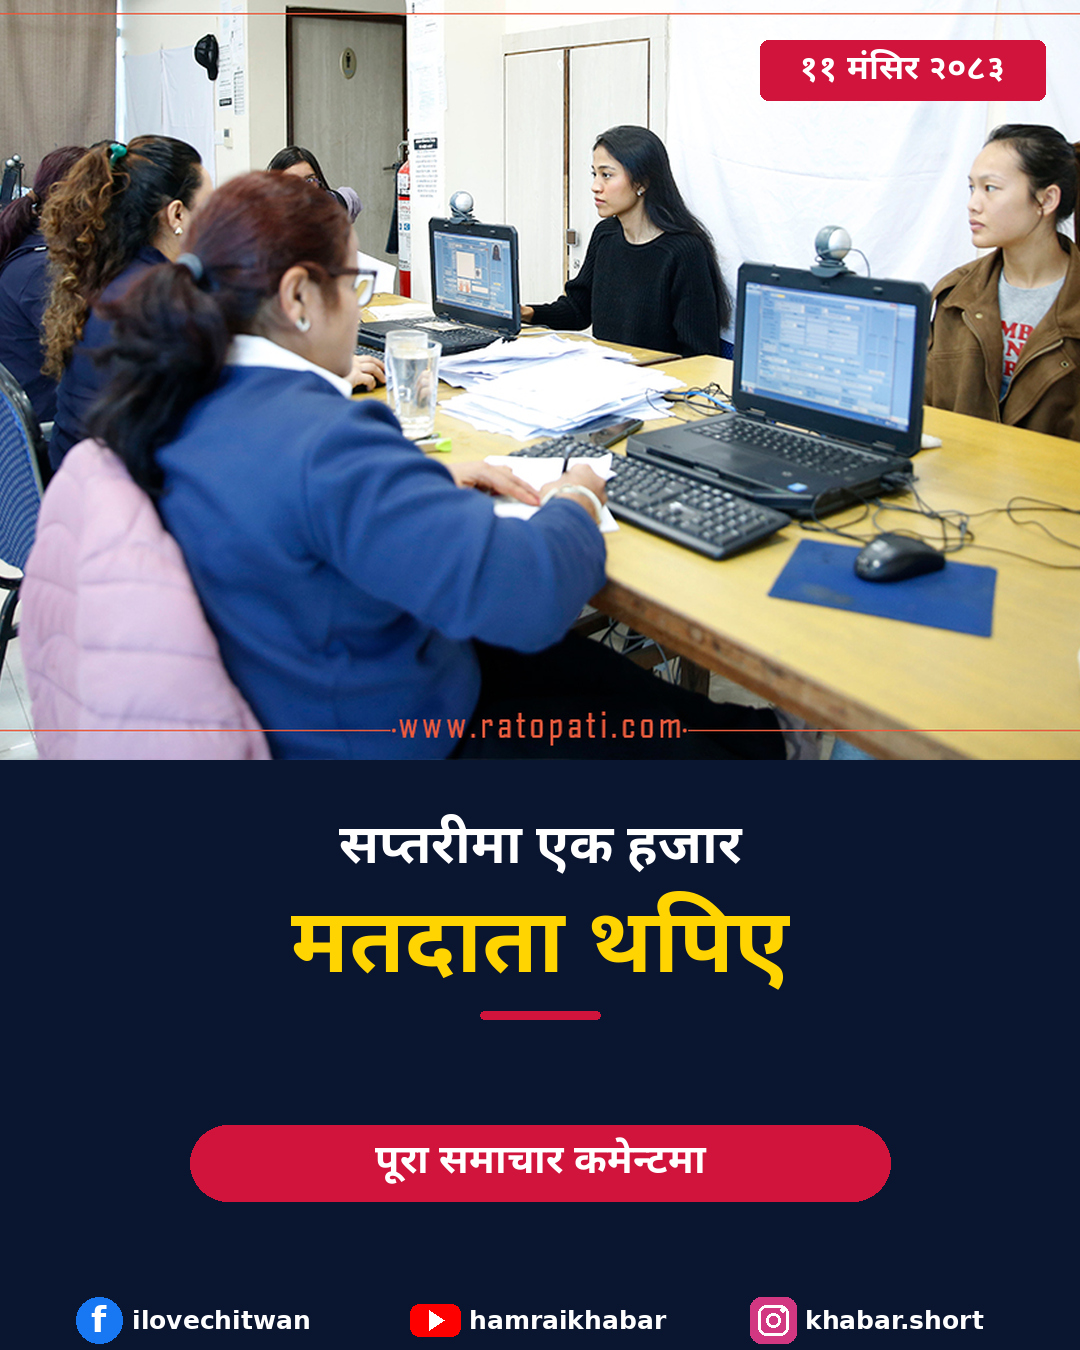 ११ मंसिर २०८३
www.ratopati.com
सप्तरीमा एक हजार
मतदाता थपिए
पूरा समाचार कमेन्टमा
ilovechitwan
hamraikhabar
khabar.short